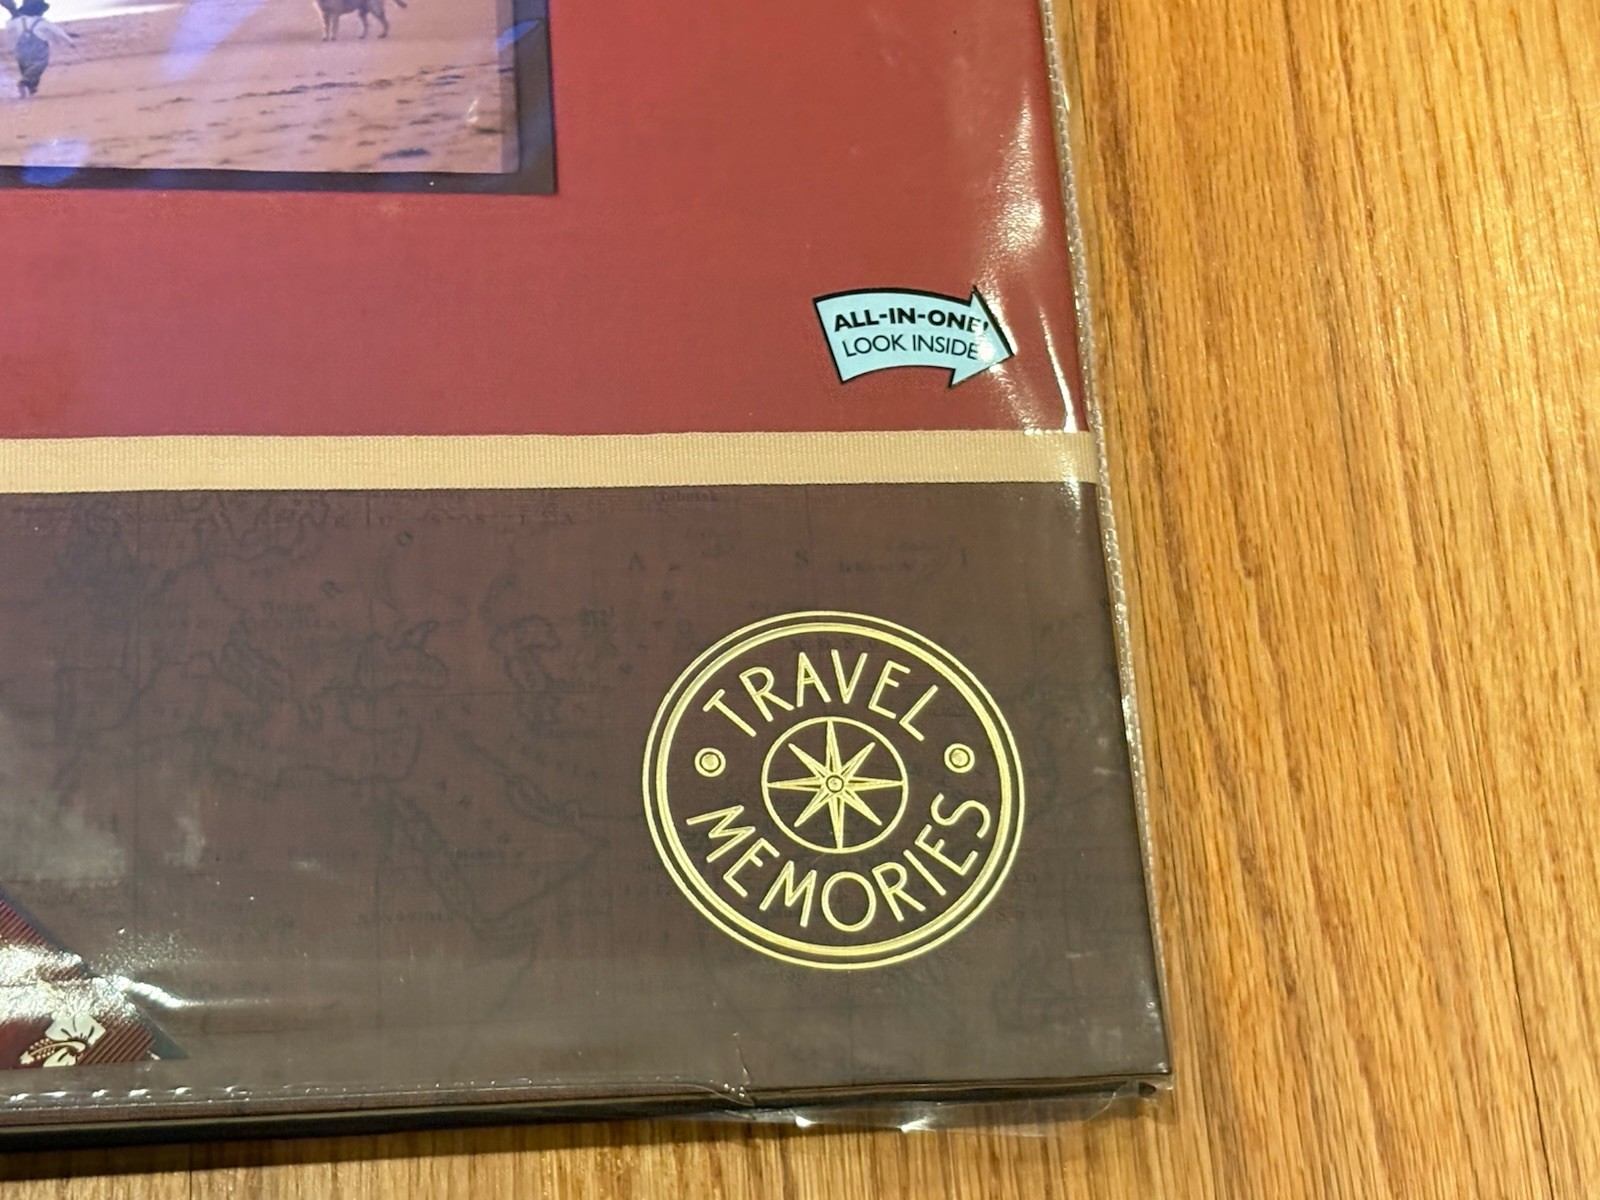 ALL-IN-ONE!
LOOK INSIDE
TRAVEL
MEMORIES